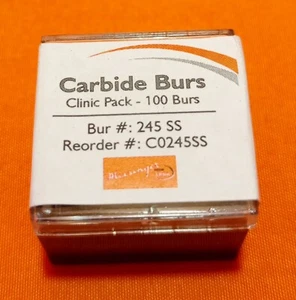 Carbide Burs
Clinic Pack - 100 Burs
Bur #: 245 SS
Reorder #: C0245SS